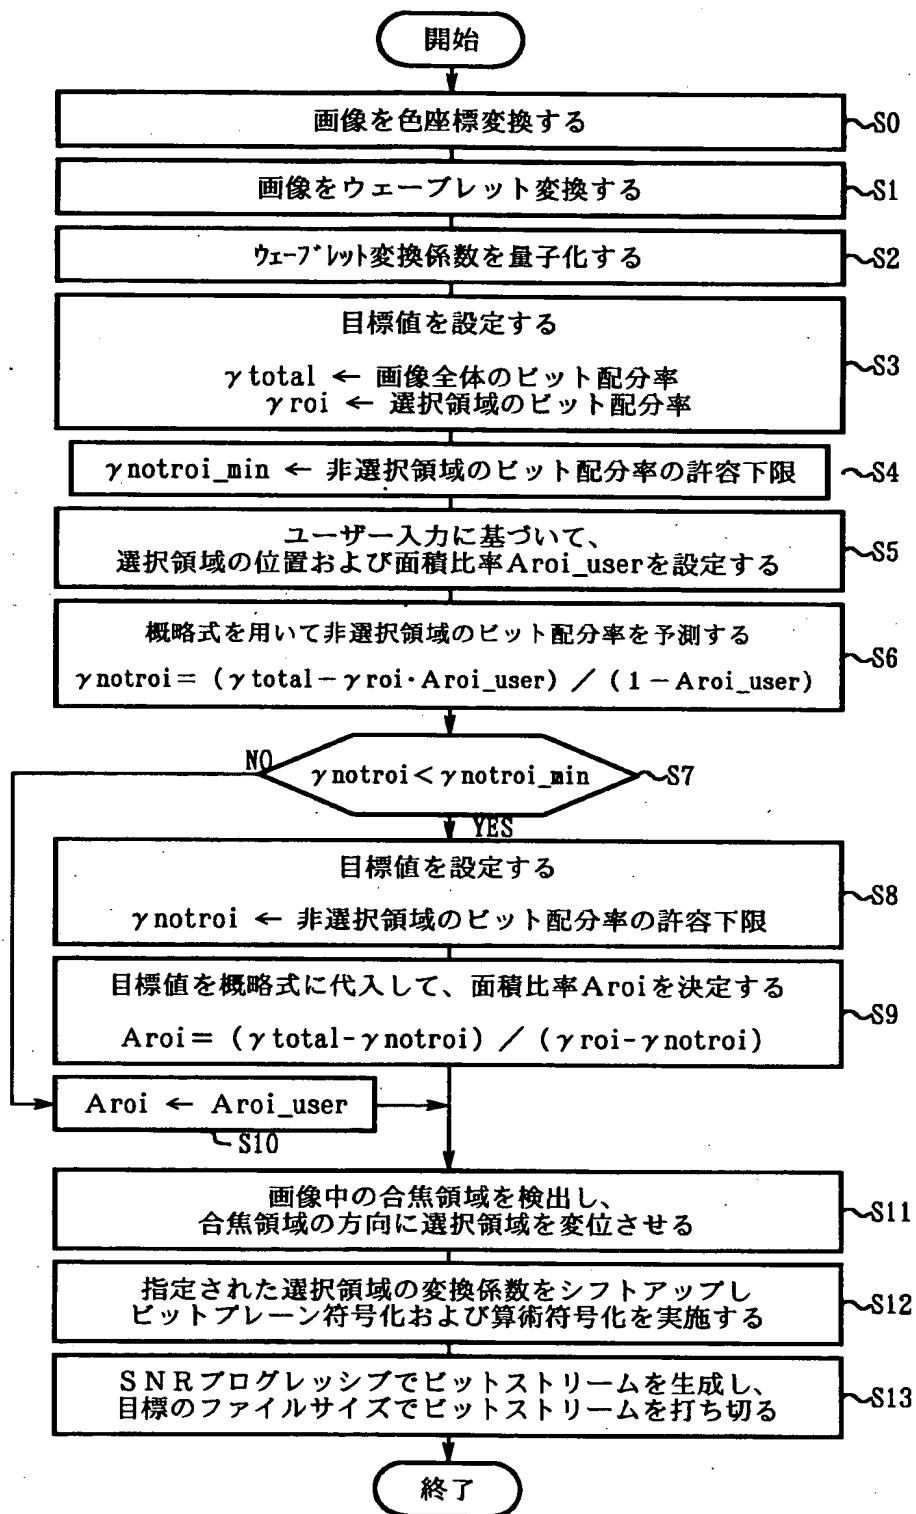 開始
画像を色座標変換する
S0
画像をウェーブレット変換する
S1
ｳｪｰﾌﾞﾚｯﾄ変換係数を量子化する
S2
目標値を設定する
γtotal ← 画像全体のビット配分率
γroi ← 選択領域のビット配分率
S3
γnotroi_min ← 非選択領域のビット配分率の許容下限
S4
ユーザー入力に基づいて、
選択領域の位置および面積比率Aroi_userを設定する
S5
概略式を用いて非選択領域のビット配分率を予測する
γnotroi＝（γtotal－γroi・Aroi_user）／（1－Aroi_user）
S6
γnotroi＜γnotroi_min
S7
NO
YES
目標値を設定する
γnotroi ← 非選択領域のビット配分率の許容下限
S8
目標値を概略式に代入して、面積比率Aroiを決定する
Aroi＝（γtotal-γnotroi）／（γroi-γnotroi）
S9
Aroi ← Aroi_user
S10
画像中の合焦領域を検出し、
合焦領域の方向に選択領域を変位させる
S11
指定された選択領域の変換係数をシフトアップし
ビットプレーン符号化および算術符号化を実施する
S12
ＳＮＲプログレッシブでビットストリームを生成し、
目標のファイルサイズでビットストリームを打ち切る
S13
終了